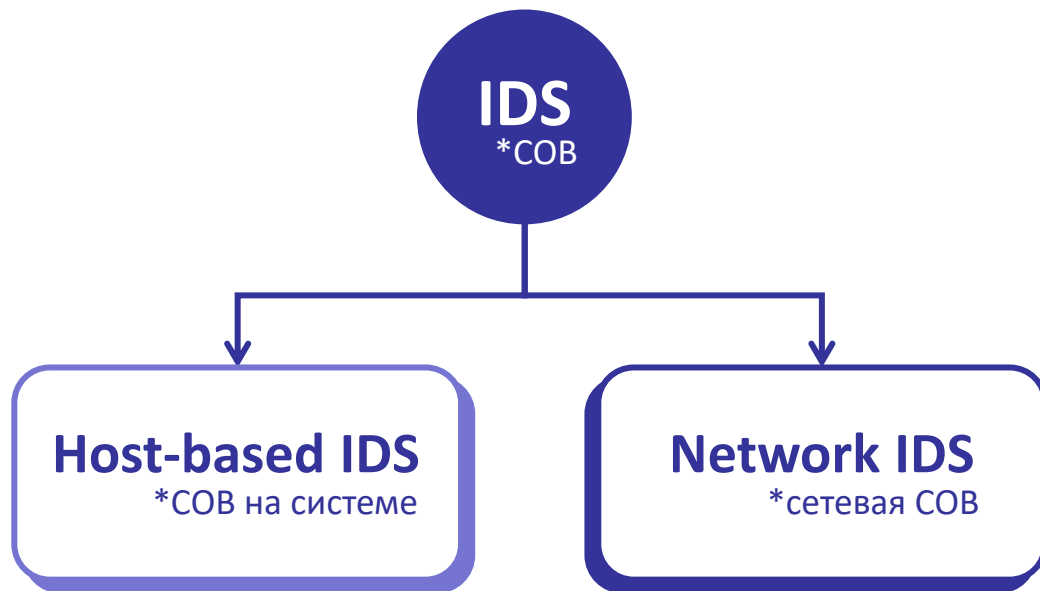 IDS
*СОВ
Host-based IDS
*СОВ на системе
Network IDS
*сетевая СОВ